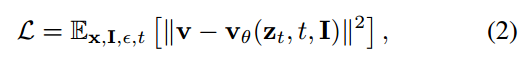 ℒ = 𝔼_{x,I,ϵ,t} [‖v − v_θ(z_t, t, I)‖²] , (2)